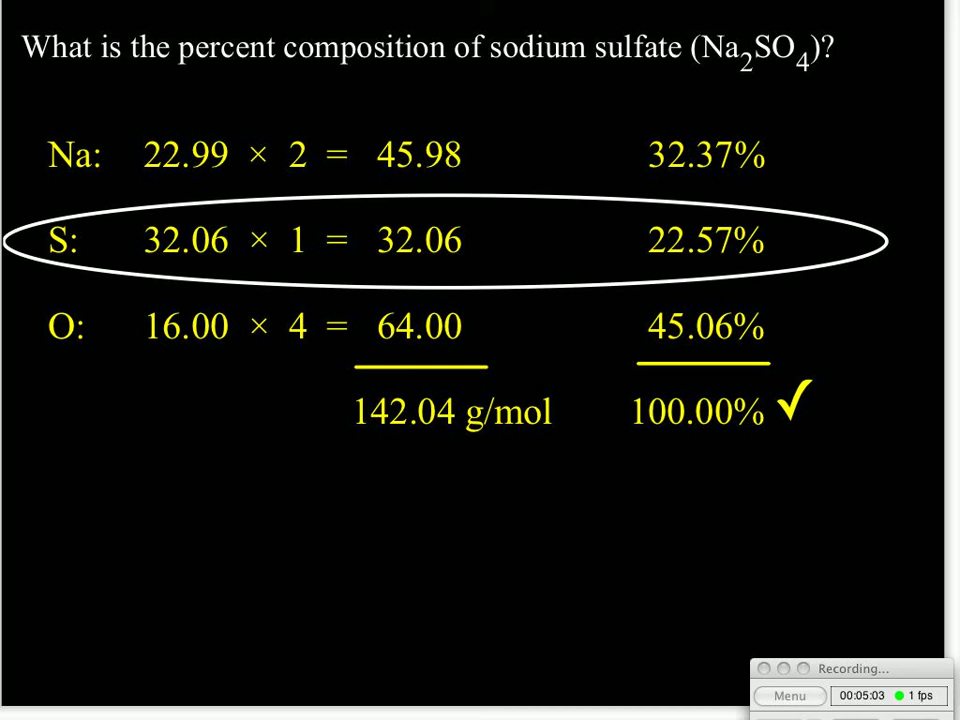 What is the percent composition of sodium sulfate (Na₂SO₄)?
Na: 22.99 × 2 = 45.98 32.37%
S: 32.06 × 1 = 32.06 22.57%
O: 16.00 × 4 = 64.00 45.06%
142.04 g/mol 100.00% ✓
Recording...
Menu 00:05:03 1 fps